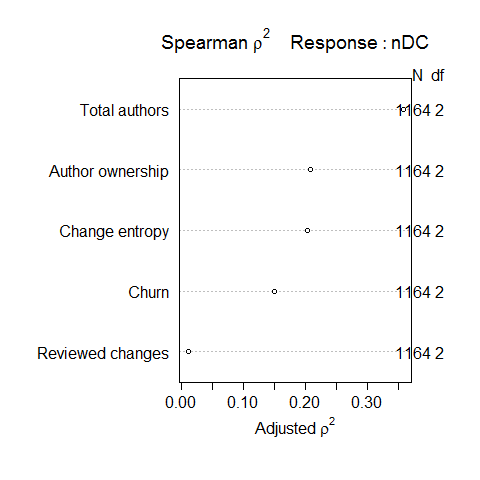 Spearman ρ² Response : nDC
N df
Total authors 1164 2
Author ownership 1164 2
Change entropy 1164 2
Churn 1164 2
Reviewed changes 1164 2
0.00 0.10 0.20 0.30
Adjusted ρ²